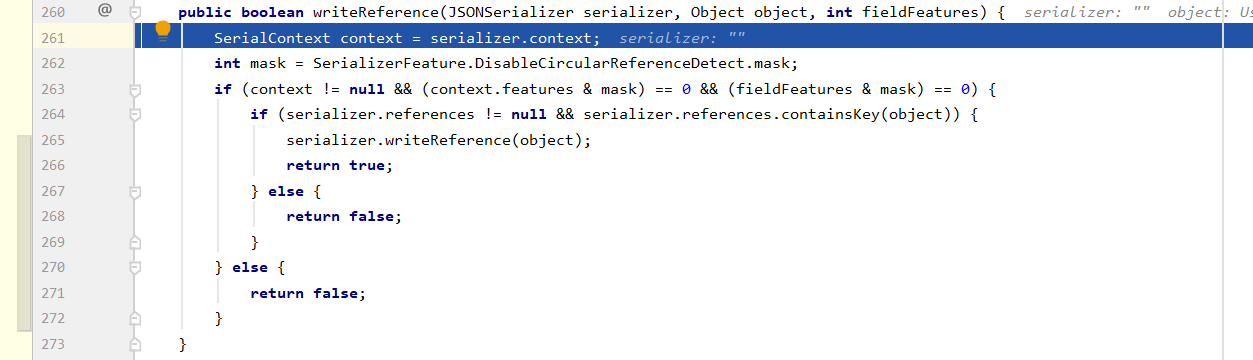 260 @ public boolean writeReference(JSONSerializer serializer, Object object, int fieldFeatures) { serializer: "" object: Us
261 SerialContext context = serializer.context; serializer: ""
262 int mask = SerializerFeature.DisableCircularReferenceDetect.mask;
263 if (context != null && (context.features & mask) == 0 && (fieldFeatures & mask) == 0) {
264 if (serializer.references != null && serializer.references.containsKey(object)) {
265 serializer.writeReference(object);
266 return true;
267 } else {
268 return false;
269 }
270 } else {
271 return false;
272 }
273 }